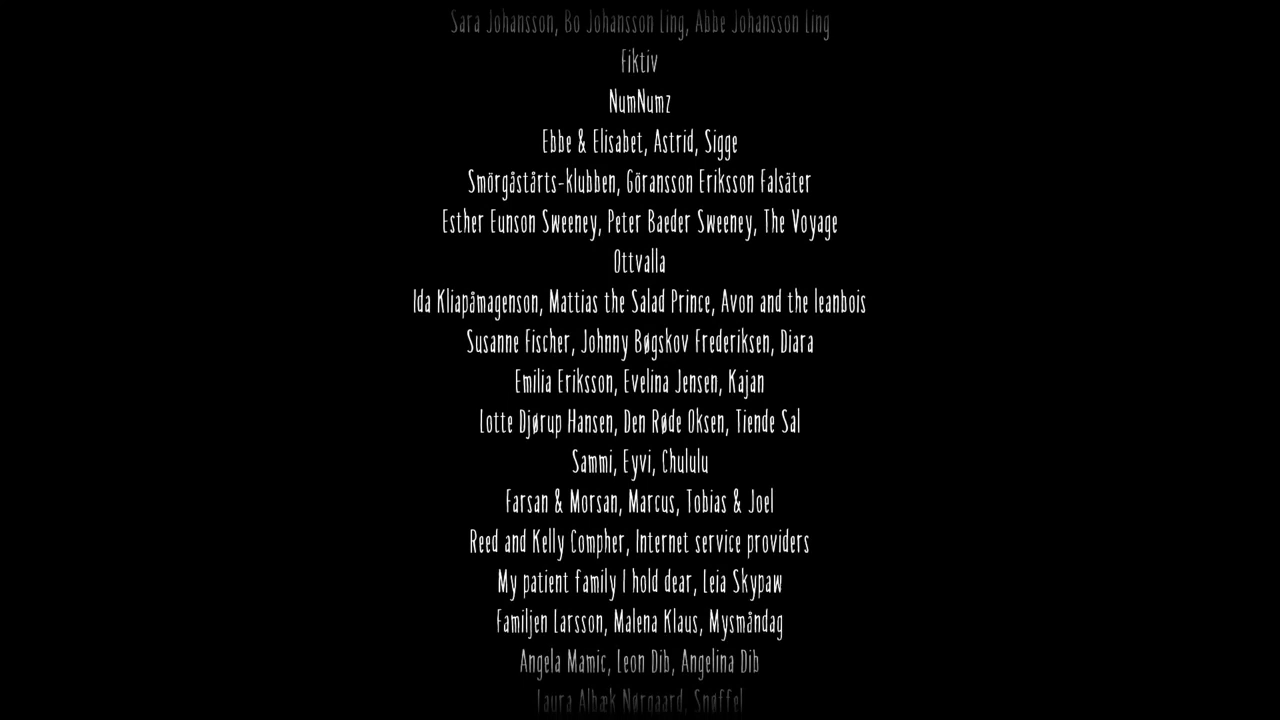 Sara Johansson, Bo Johansson Ling, Abbe Johansson Ling
Fiktiv
NumNumz
Ebbe & Elisabet, Astrid, Sigge
Smörgåstårts-klubben, Göransson Eriksson Falsäter
Esther Eunson Sweeney, Peter Baeder Sweeney, The Voyage
Ottvalla
Ida Kliapåmagenson, Mattias the Salad Prince, Avon and the leanbois
Susanne Fischer, Johnny Bøgskov Frederiksen, Diara
Emilia Eriksson, Evelina Jensen, Kajan
Lotte Djørup Hansen, Den Røde Oksen, Tiende Sal
Sammi, Eyvi, Chululu
Farsan & Morsan, Marcus, Tobias & Joel
Reed and Kelly Compher, Internet service providers
My patient family I hold dear, Leia Skypaw
Familjen Larsson, Malena Klaus, Mysmåndag
Angela Mamic, Leon Dib, Angelina Dib
Laura Albæk Nørgaard, Snøffel